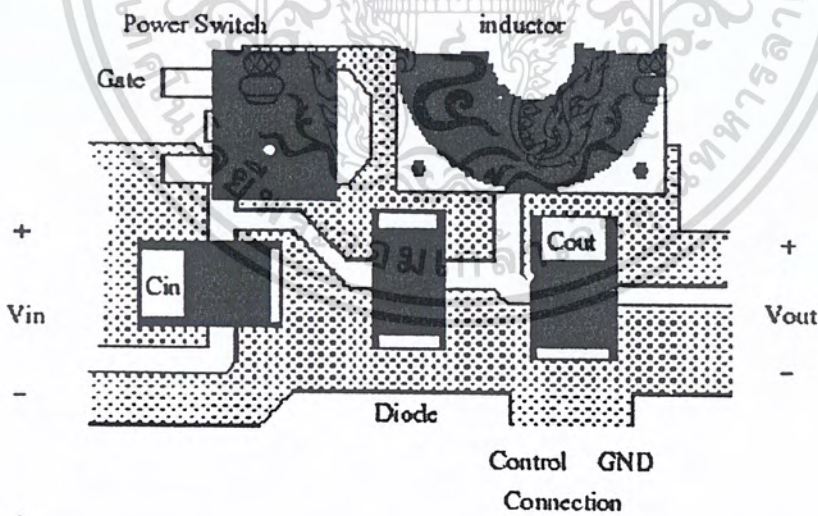 Power Switch
inductor
Gate
+
Cin
Cout
+
Vin
Vout
-
-
Diode
Control GND
Connection